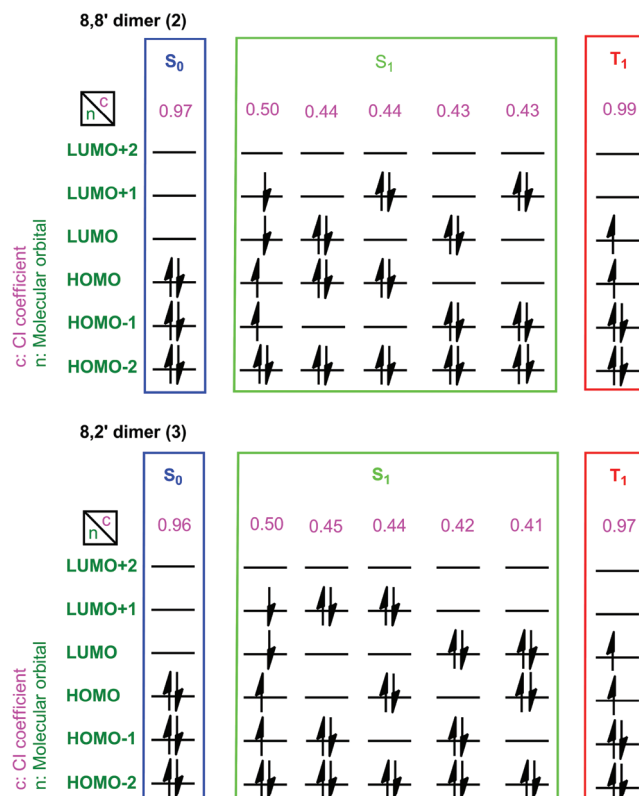 8,8' dimer (2)
S0 S1 T1
n c 0.97 0.50 0.44 0.44 0.43 0.43 0.99
LUMO+2
LUMO+1
LUMO
HOMO
HOMO-1
HOMO-2
c: CI coefficient
n: Molecular orbital
8,2' dimer (3)
S0 S1 T1
n c 0.96 0.50 0.45 0.44 0.42 0.41 0.97
LUMO+2
LUMO+1
LUMO
HOMO
HOMO-1
HOMO-2
c: CI coefficient
n: Molecular orbital